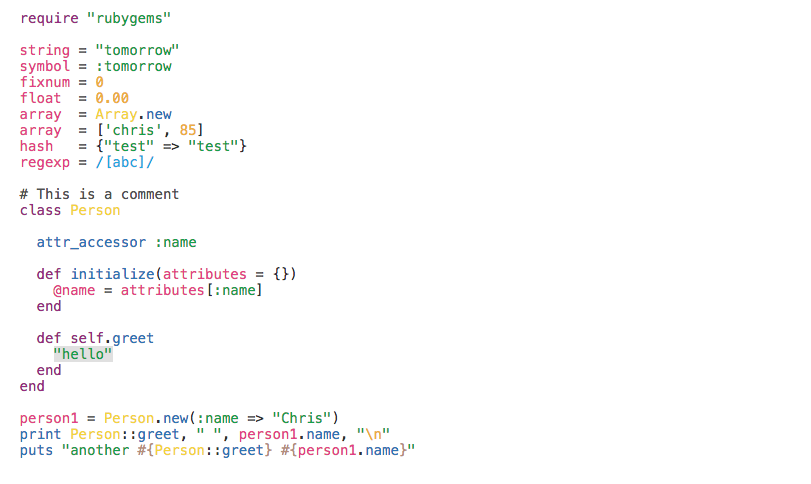 require "rubygems"

string = "tomorrow"
symbol = :tomorrow
fixnum = 0
float  = 0.00
array  = Array.new
array  = ['chris', 85]
hash   = {"test" => "test"}
regexp = /[abc]/

# This is a comment
class Person

  attr_accessor :name

  def initialize(attributes = {})
    @name = attributes[:name]
  end

  def self.greet
    "hello"
  end
end

person1 = Person.new(:name => "Chris")
print Person::greet, " ", person1.name, "\n"
puts "another #{Person::greet} #{person1.name}"